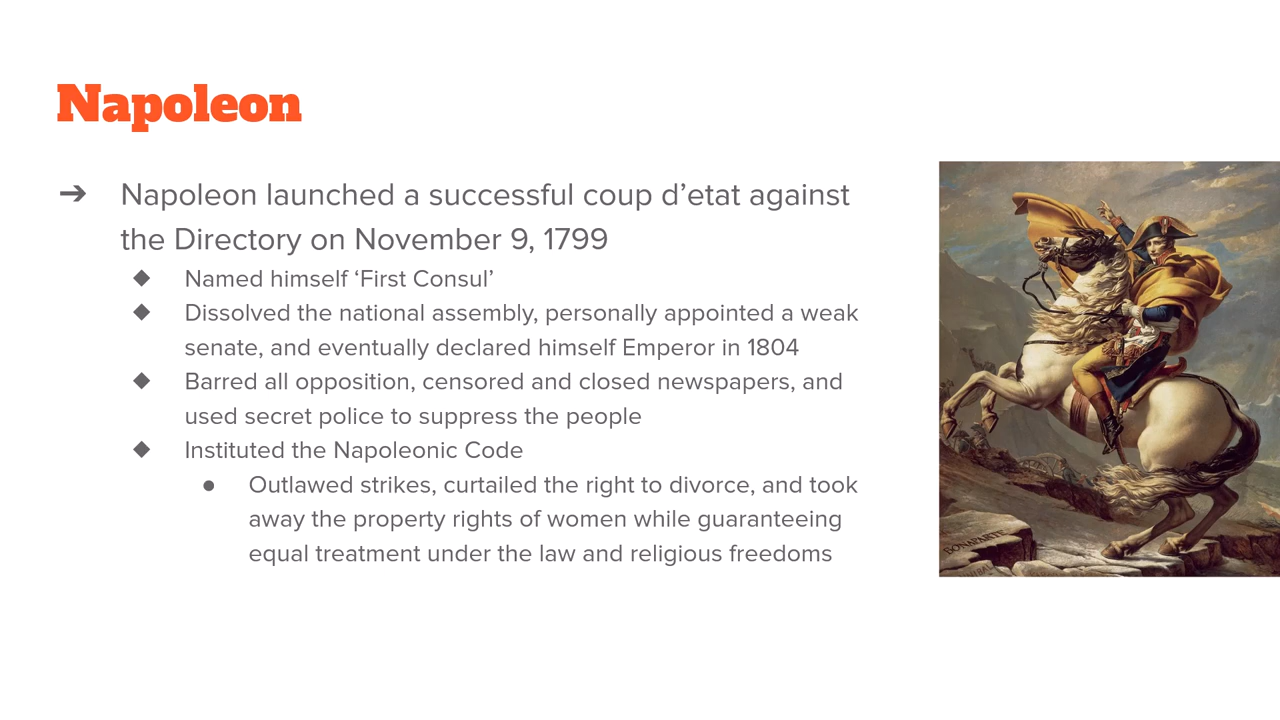 Napoleon
➔ Napoleon launched a successful coup d’etat against
the Directory on November 9, 1799
◆ Named himself ‘First Consul’
◆ Dissolved the national assembly, personally appointed a weak
senate, and eventually declared himself Emperor in 1804
◆ Barred all opposition, censored and closed newspapers, and
used secret police to suppress the people
◆ Instituted the Napoleonic Code
● Outlawed strikes, curtailed the right to divorce, and took
away the property rights of women while guaranteeing
equal treatment under the law and religious freedoms
BONAPARTE